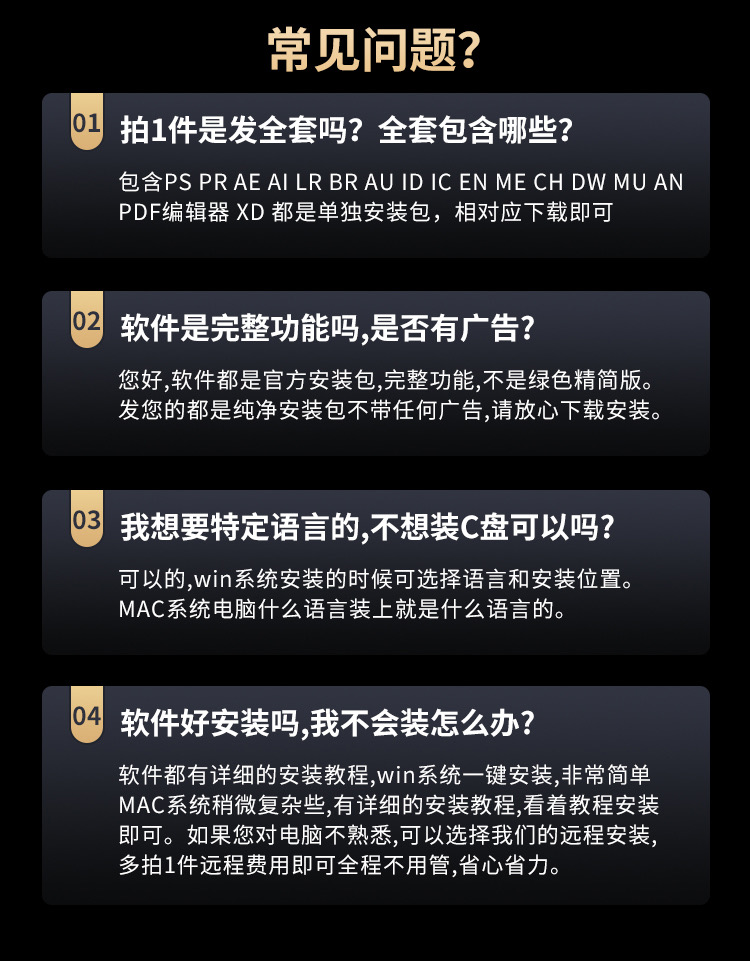 常见问题？
01
拍1件是发全套吗？全套包含哪些？
包含PS PR AE AI LR BR AU ID IC EN ME CH DW MU AN
PDF编辑器 XD 都是单独安装包，相对应下载即可
02
软件是完整功能吗,是否有广告?
您好,软件都是官方安装包,完整功能,不是绿色精简版。
发您的都是纯净安装包不带任何广告,请放心下载安装。
03
我想要特定语言的,不想装C盘可以吗?
可以的,win系统安装的时候可选择语言和安装位置。
MAC系统电脑什么语言装上就是什么语言的。
04
软件好安装吗,我不会装怎么办?
软件都有详细的安装教程,win系统一键安装,非常简单
MAC系统稍微复杂些,有详细的安装教程,看着教程安装
即可。如果您对电脑不熟悉,可以选择我们的远程安装,
多拍1件远程费用即可全程不用管,省心省力。